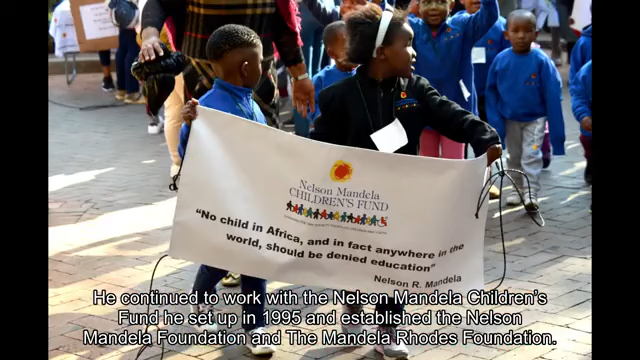 Nelson Mandela
CHILDREN'S FUND
"No child in Africa, and in fact anywhere in the
world, should be denied education"
Nelson R. Mandela
He continued to work with the Nelson Mandela Children's
Fund he set up in 1995 and established the Nelson
Mandela Foundation and The Mandela Rhodes Foundation.